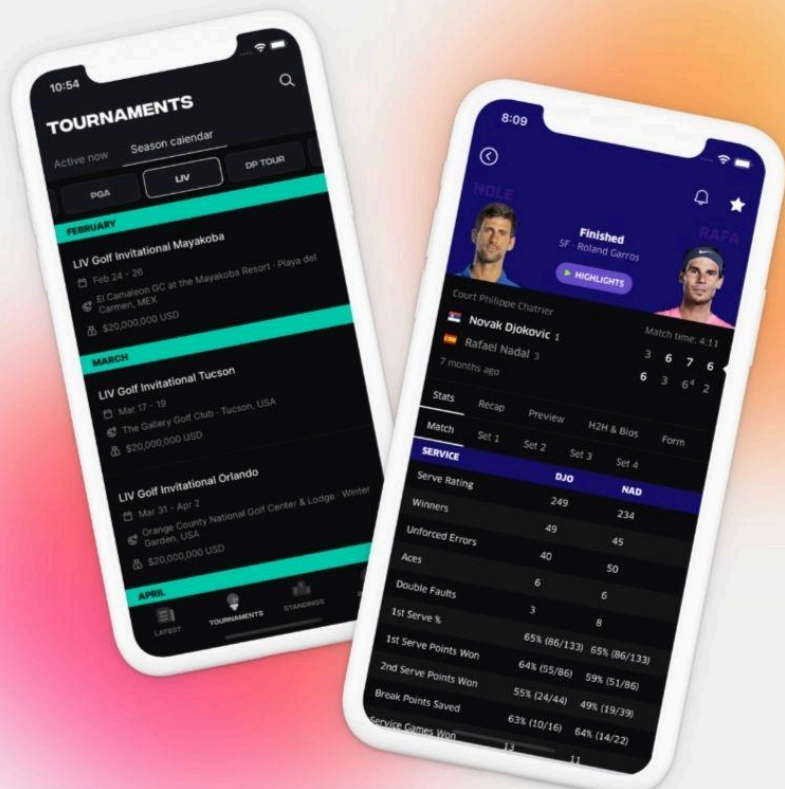 10:54
TOURNAMENTS
Active now Season calendar
PGA LIV DP TOUR
FEBRUARY
LIV Golf Invitational Mayakoba
Feb 24 - 26
El Camaleon GC at the Mayakoba Resort · Playa del
Carmen, MEX
$20,000,000 USD
MARCH
LIV Golf Invitational Tucson
Mar 17 - 19
The Gallery Golf Club · Tucson, USA
$20,000,000 USD
LIV Golf Invitational Orlando
Mar 31 - Apr 2
Orange County National Golf Center & Lodge · Winter
Garden, USA
$20,000,000 USD
APRIL
LATEST TOURNAMENTS STANDINGS
8:09
NOLE RAFA
Finished
SF · Roland Garros
HIGHLIGHTS
Court Philippe Chatrier Match time: 4:11
Novak Djokovic 1 3 6 7 6
Rafael Nadal 3 6 3 6⁴ 2
7 months ago
Stats Recap Preview H2H & Bios Form
Match Set 1 Set 2 Set 3 Set 4
SERVICE DJO NAD
Serve Rating 249 234
Winners 49 45
Unforced Errors 40 50
Aces 6 6
Double Faults 3 8
1st Serve % 65% (86/133) 65% (86/133)
1st Serve Points Won 64% (55/86) 59% (51/86)
2nd Serve Points Won 55% (24/44) 49% (19/39)
Break Points Saved 63% (10/16) 64% (14/22)
Service Games Won 13 11